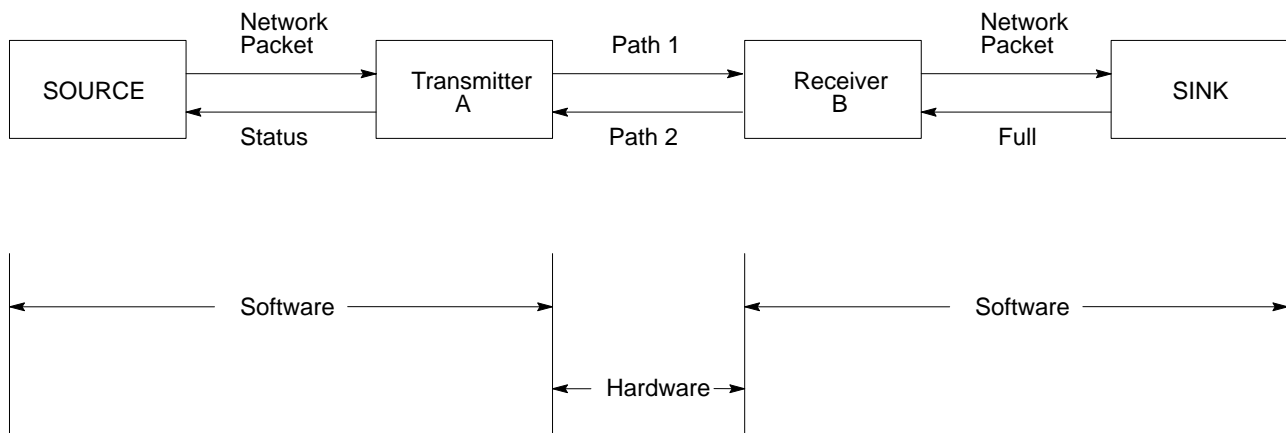 Network
Packet
Path 1
Network
Packet
SOURCE
Transmitter
A
Receiver
B
SINK
Status
Path 2
Full
Software
Software
Hardware